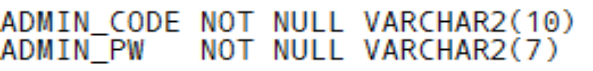 ADMIN_CODE NOT NULL VARCHAR2(10)
ADMIN_PW   NOT NULL VARCHAR2(7)